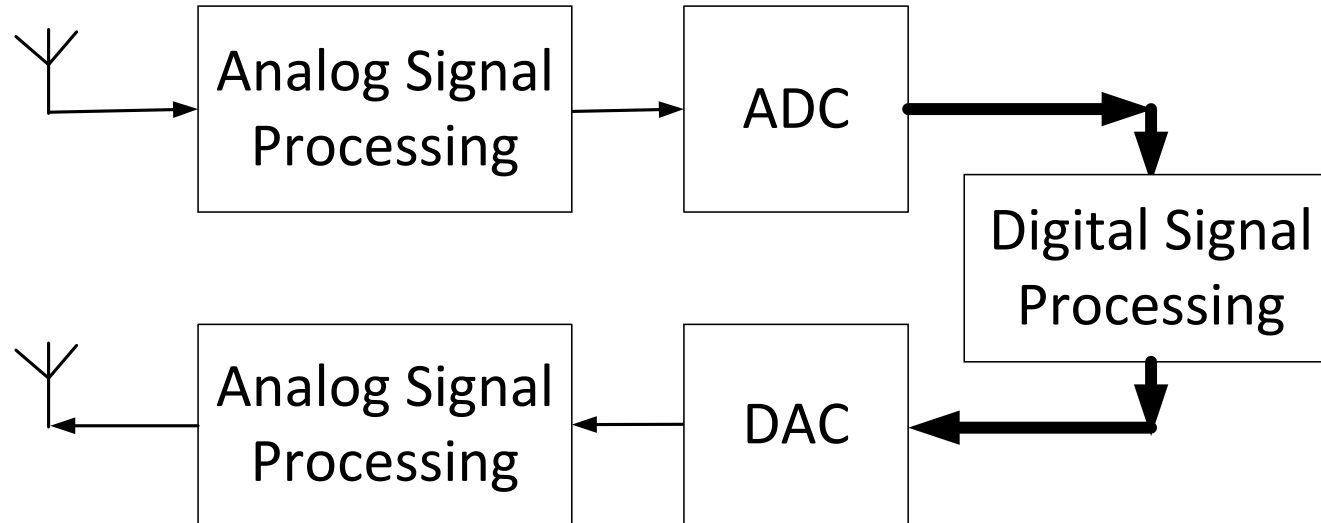 Analog Signal
Processing
ADC
Digital Signal
Processing
Analog Signal
Processing
DAC